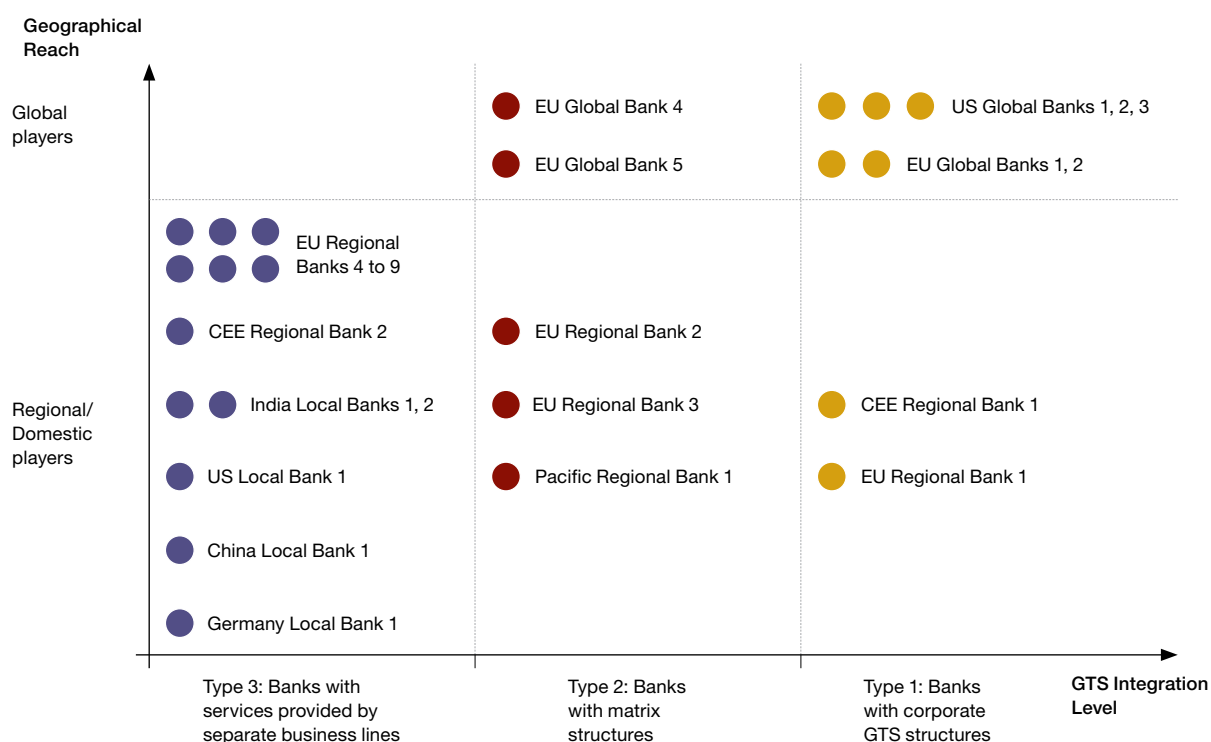 Geographical
Reach
Global
players
EU Global Bank 4
US Global Banks 1, 2, 3
EU Global Bank 5
EU Global Banks 1, 2
EU Regional
Banks 4 to 9
CEE Regional Bank 2
EU Regional Bank 2
Regional/
Domestic
players
India Local Banks 1, 2
EU Regional Bank 3
CEE Regional Bank 1
US Local Bank 1
Pacific Regional Bank 1
EU Regional Bank 1
China Local Bank 1
Germany Local Bank 1
Type 3: Banks with
services provided by
separate business lines
Type 2: Banks
with matrix
structures
Type 1: Banks
with corporate
GTS structures
GTS Integration
Level